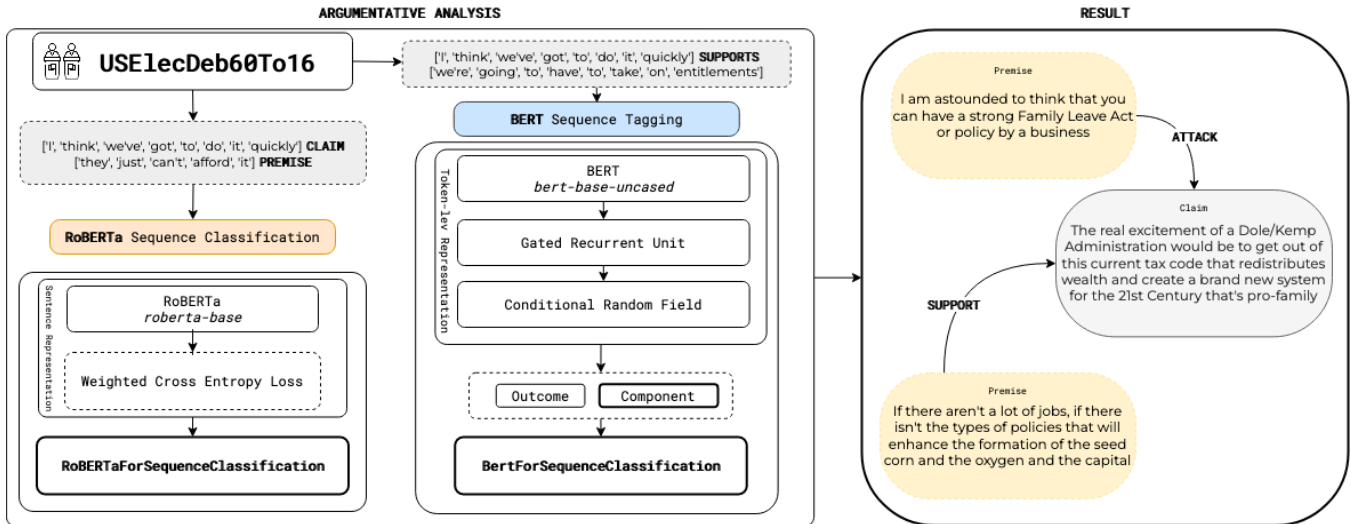 ARGUMENTATIVE ANALYSIS
USElecDeb60To16
['I', 'think', 'we've', 'got', 'to', 'do', 'it', 'quickly'] CLAIM
['they', 'just', 'can't', 'afford', 'it'] PREMISE
RoBERTa Sequence Classification
Sentence Representation
RoBERTa
roberta-base
Weighted Cross Entropy Loss
RoBERTaForSequenceClassification
['I', 'think', 'we've', 'got', 'to', 'do', 'it', 'quickly'] SUPPORTS
['we're', 'going', 'to', 'have', 'to', 'take', 'on', 'entitlements']
BERT Sequence Tagging
Token-lev Representation
BERT
bert-base-uncased
Gated Recurrent Unit
Conditional Random Field
Outcome
Component
BertForSequenceClassification
RESULT
Premise
I am astounded to think that you
can have a strong Family Leave Act
or policy by a business
ATTACK
Claim
The real excitement of a Dole/Kemp
Administration would be to get out of
this current tax code that redistributes
wealth and create a brand new system
for the 21st Century that's pro-family
SUPPORT
Premise
If there aren't a lot of jobs, if there
isn't the types of policies that will
enhance the formation of the seed
corn and the oxygen and the capital